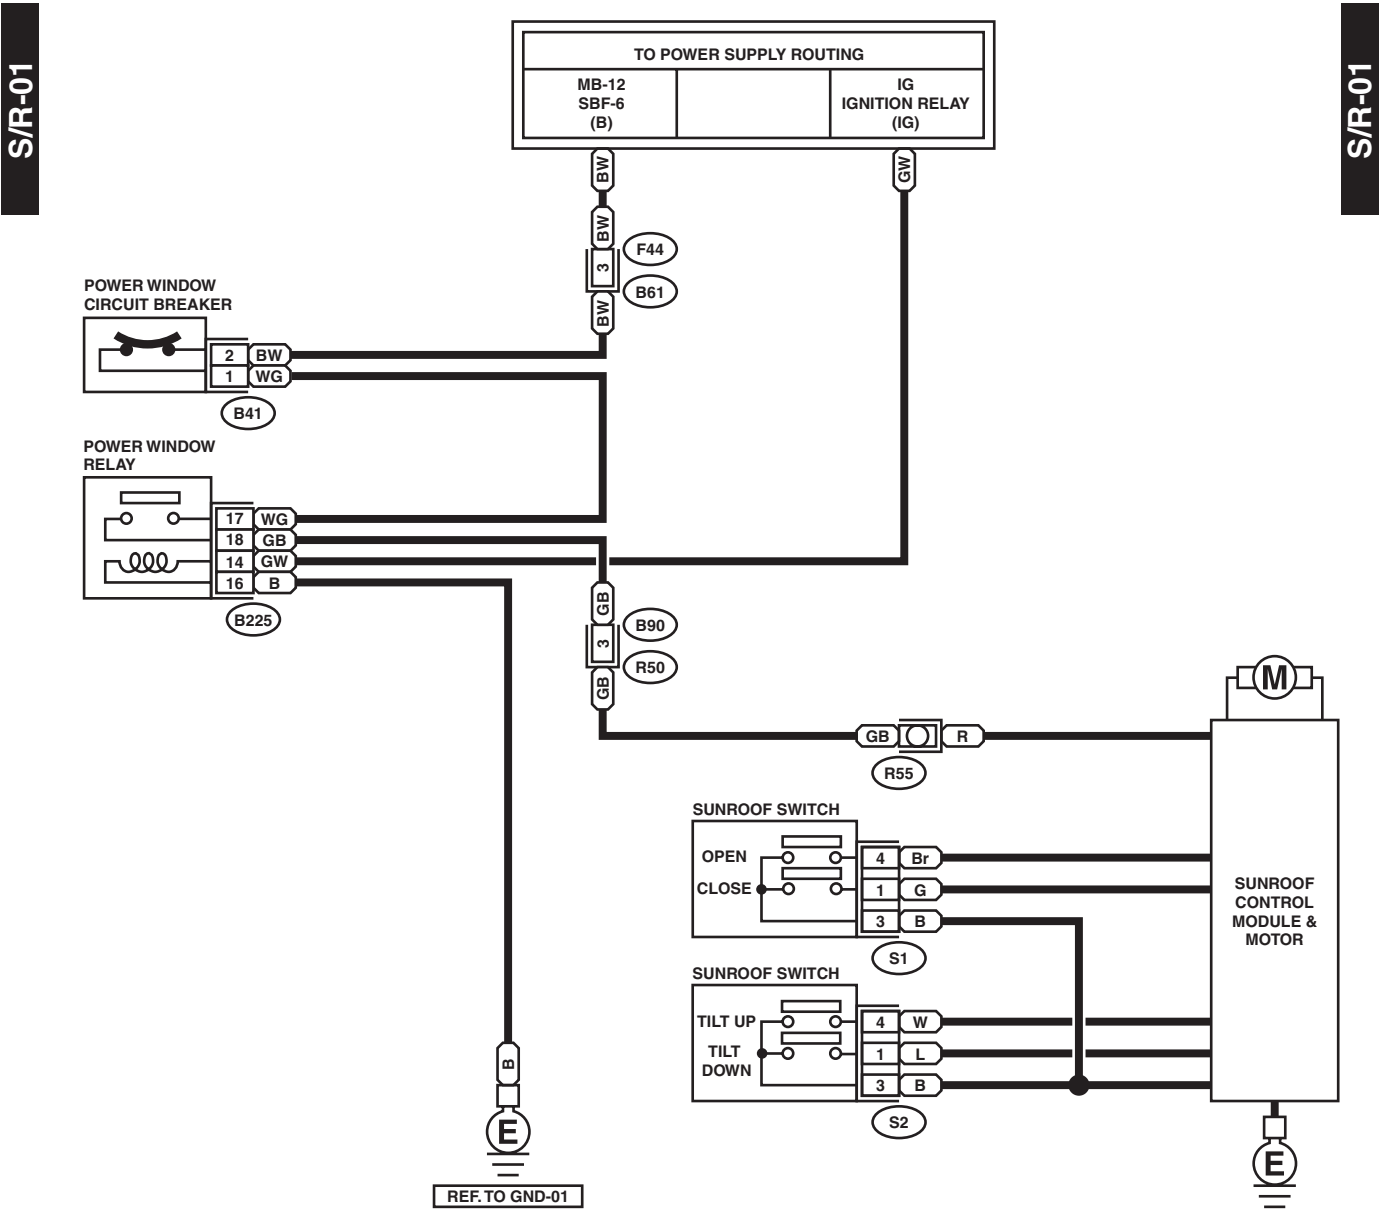 S/R-01
S/R-01
TO POWER SUPPLY ROUTING
MB-12
SBF-6
(B)
IG
IGNITION RELAY
(IG)
BW
GW
BW
F44
3
B61
BW
POWER WINDOW
CIRCUIT BREAKER
2 BW
1 WG
B41
POWER WINDOW
RELAY
17 WG
18 GB
14 GW
16 B
B225
GB
B90
3
R50
GB
M
GB R
R55
SUNROOF SWITCH
OPEN 4 Br
CLOSE 1 G
3 B
S1
SUNROOF
CONTROL
MODULE &
MOTOR
SUNROOF SWITCH
TILT UP 4 W
TILT
DOWN
1 L
3 B
S2
B
E
REF. TO GND-01
E